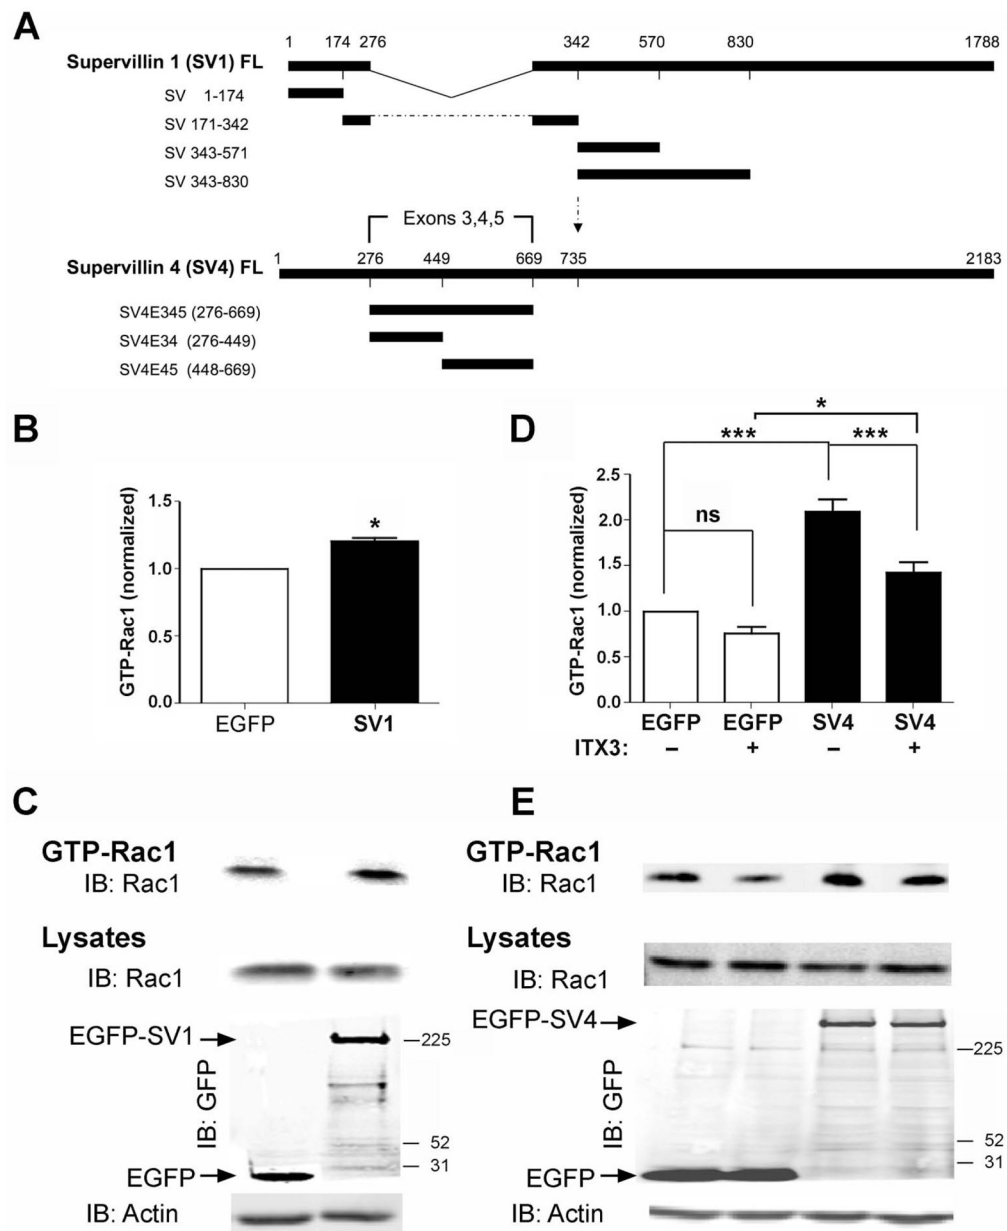 A
1 174 276 342 570 830 1788
Supervillin 1 (SV1) FL
SV 1-174
SV 171-342
SV 343-571
SV 343-830
Exons 3,4,5
1 276 449 669 735 2183
Supervillin 4 (SV4) FL
SV4E345 (276-669)
SV4E34 (276-449)
SV4E45 (448-669)
B
GTP-Rac1 (normalized)
1.5
1.0
0.5
0.0
*
EGFP SV1
D
GTP-Rac1 (normalized)
2.5
2.0
1.5
1.0
0.5
0.0
*
*** ***
ns
EGFP EGFP SV4 SV4
ITX3: – + – +
C
GTP-Rac1
IB: Rac1
Lysates
IB: Rac1
EGFP-SV1
225
IB: GFP
52
31
EGFP
IB: Actin
E
GTP-Rac1
IB: Rac1
Lysates
IB: Rac1
EGFP-SV4
225
IB: GFP
52
31
EGFP
IB: Actin